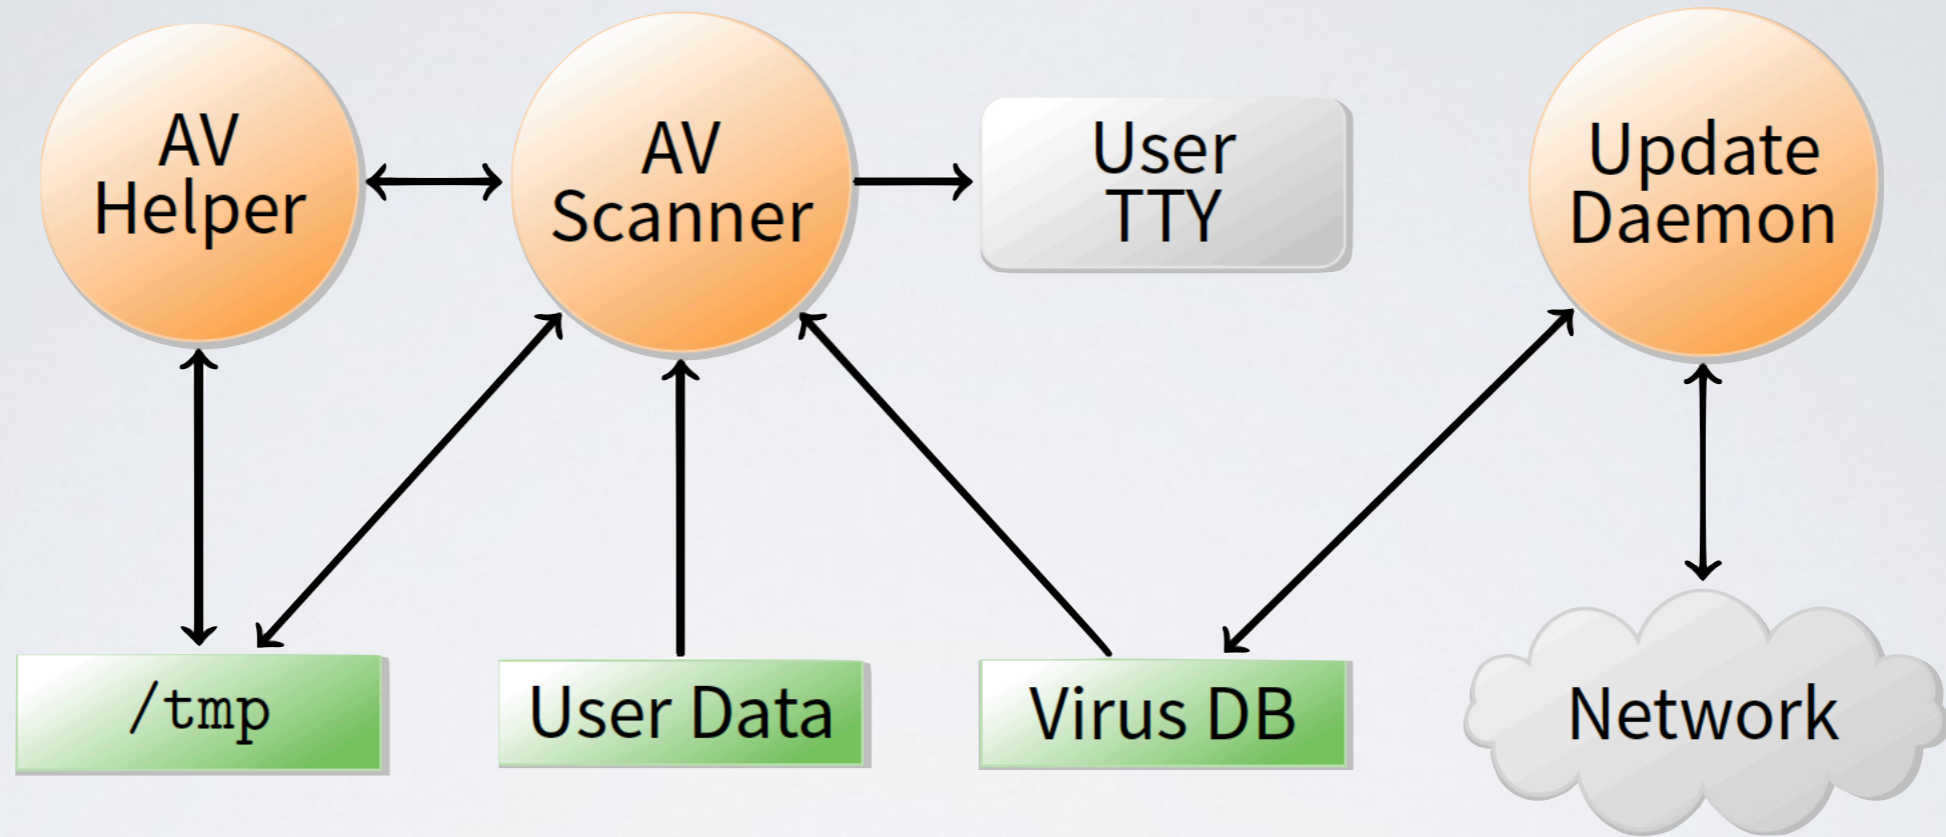 AV
Helper
AV
Scanner
User
TTY
Update
Daemon
/tmp
User Data
Virus DB
Network